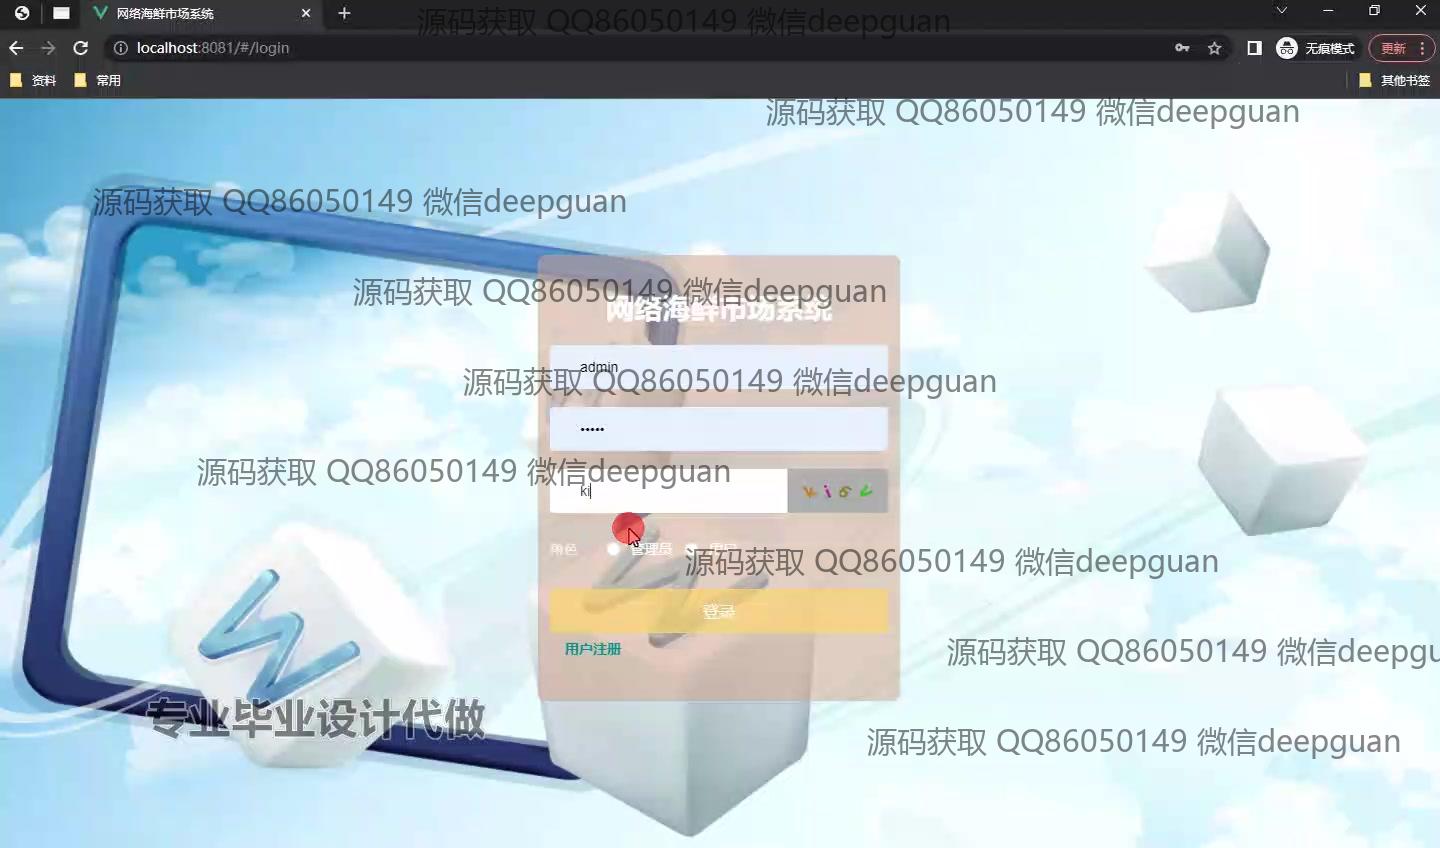 网络海鲜市场系统
源码获取 QQ86050149 微信deepguan
localhost:8081/#/login
无痕模式
更新
资料
常用
其他书签
源码获取 QQ86050149 微信deepguan
源码获取 QQ86050149 微信deepguan
源码获取 QQ86050149 微信deepguan
网络海鲜市场系统
admin
源码获取 QQ86050149 微信deepguan
•••••
源码获取 QQ86050149 微信deepguan
ki
角色
管理员
源码获取 QQ86050149 微信deepguan
登录
用户注册
源码获取 QQ86050149 微信deepgu
W
专业毕业设计代做
源码获取 QQ86050149 微信deepguan